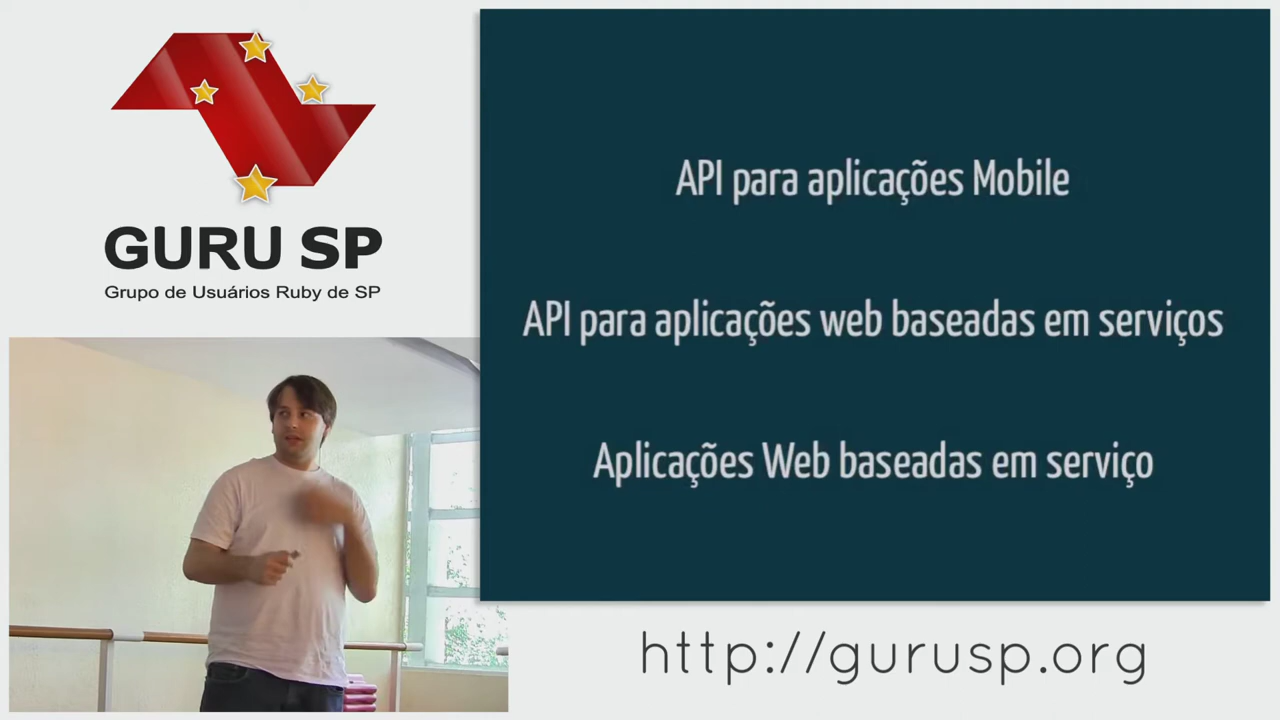 GURU SP
Grupo de Usuários Ruby de SP
API para aplicações Mobile
API para aplicações web baseadas em serviços
Aplicações Web baseadas em serviço
http://gurusp.org